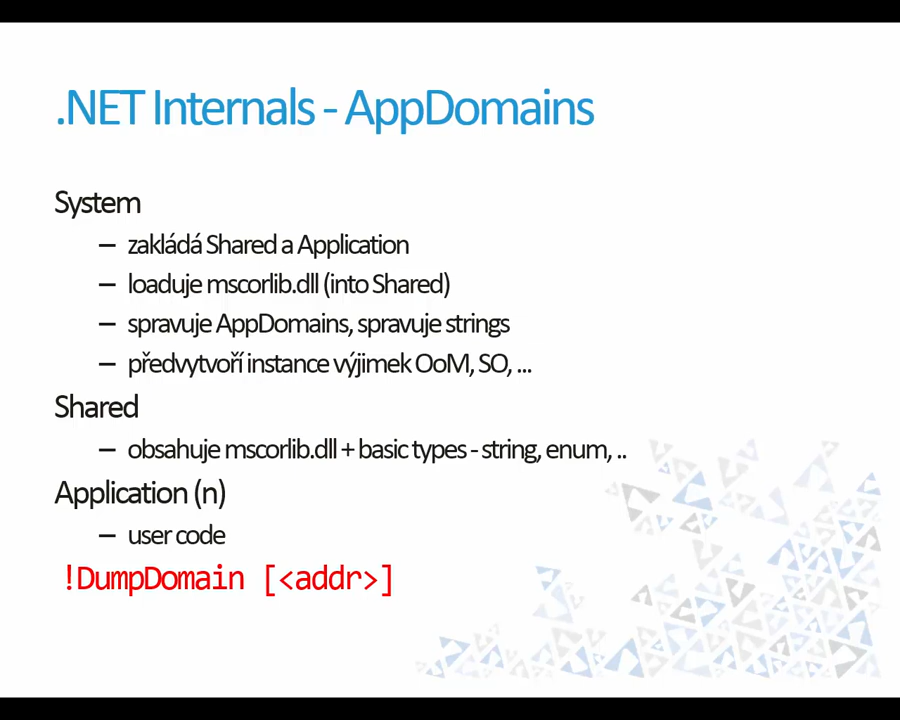 .NET Internals - AppDomains
System
– zakládá Shared a Application
– loaduje mscorlib.dll (into Shared)
– spravuje AppDomains, spravuje strings
– předvytvoří instance výjimek OoM, SO, ...
Shared
– obsahuje mscorlib.dll + basic types - string, enum, ..
Application (n)
– user code
!DumpDomain [<addr>]